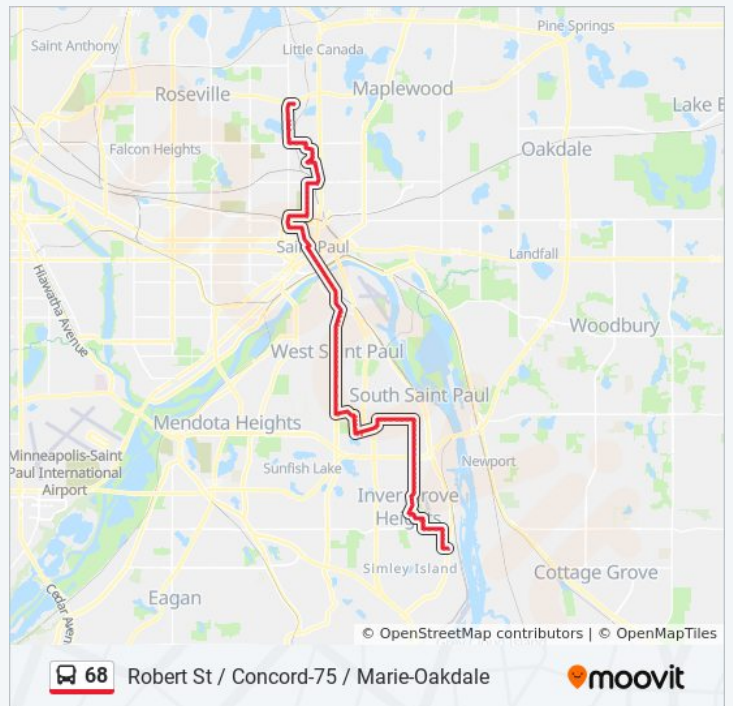 Pine Springs
Saint Anthony
Little Canada
Roseville
Maplewood
Lake E
Falcon Heights
Oakdale
Saint Paul
Landfall
Hiawatha Avenue
Woodbury
West Saint Paul
South Saint Paul
Mendota Heights
Minneapolis-Saint
Paul International
Airport
Sunfish Lake
Newport
Inver Grove
Heights
Simley Island
Cottage Grove
Eagan
Cedar Aven
© OpenStreetMap contributors | © OpenMapTiles
68 Robert St / Concord-75 / Marie-Oakdale
moovit